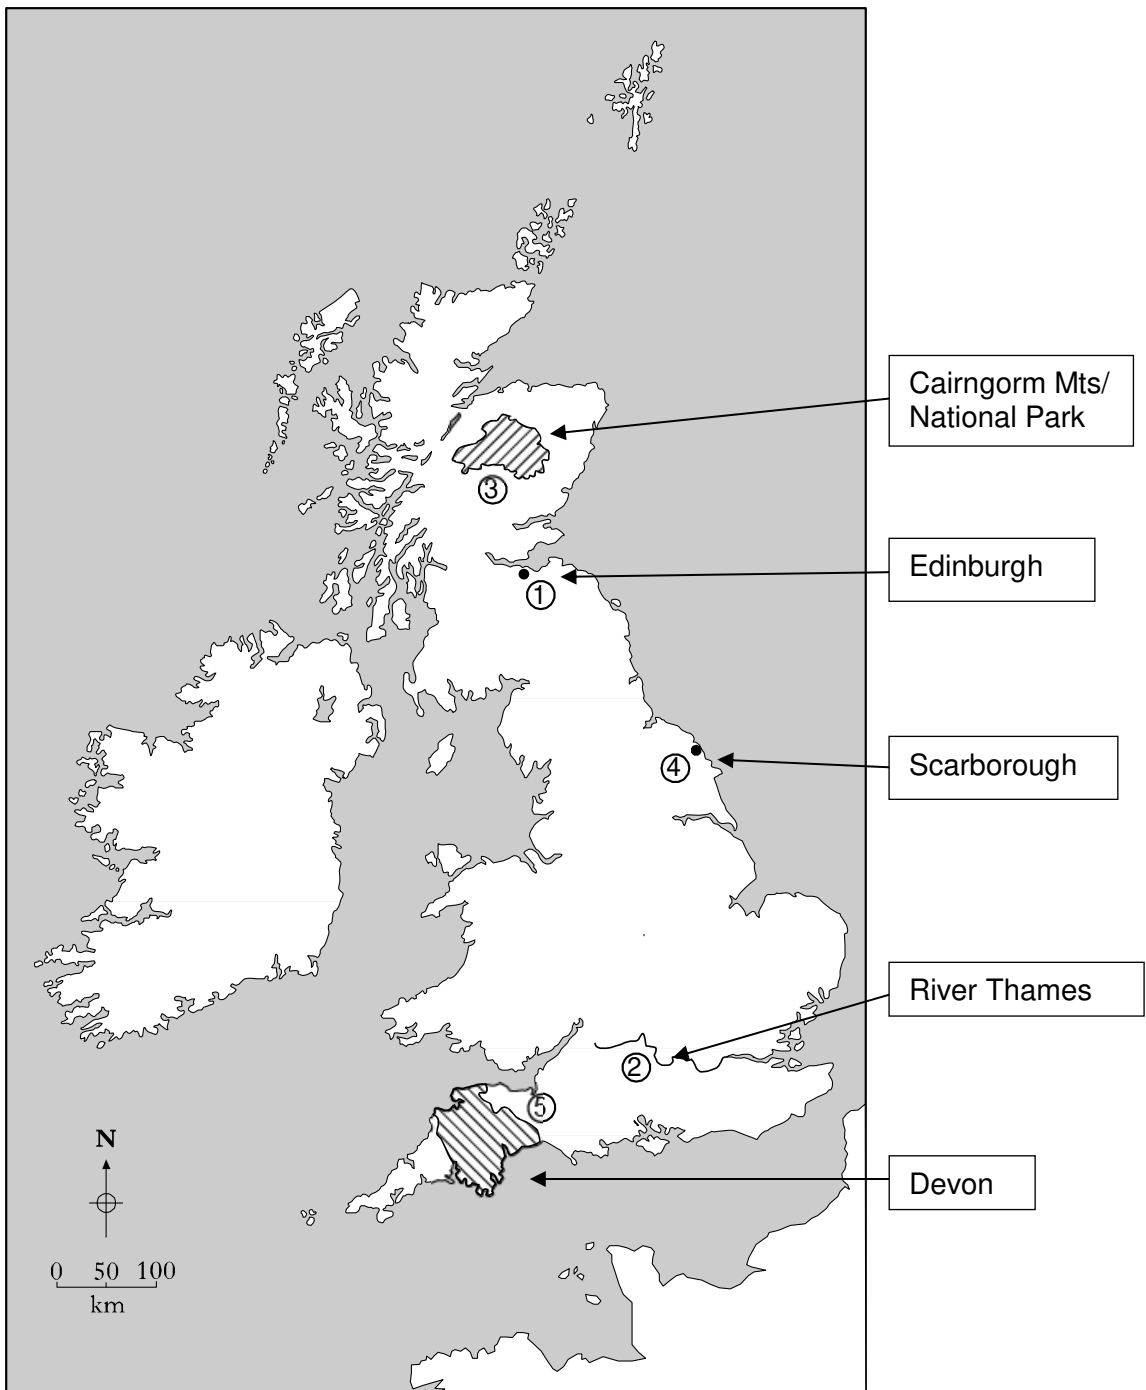 Cairngorm Mts/
National Park
③
Edinburgh
①
④
Scarborough
River Thames
②
⑤
N
Devon
0 50 100
km